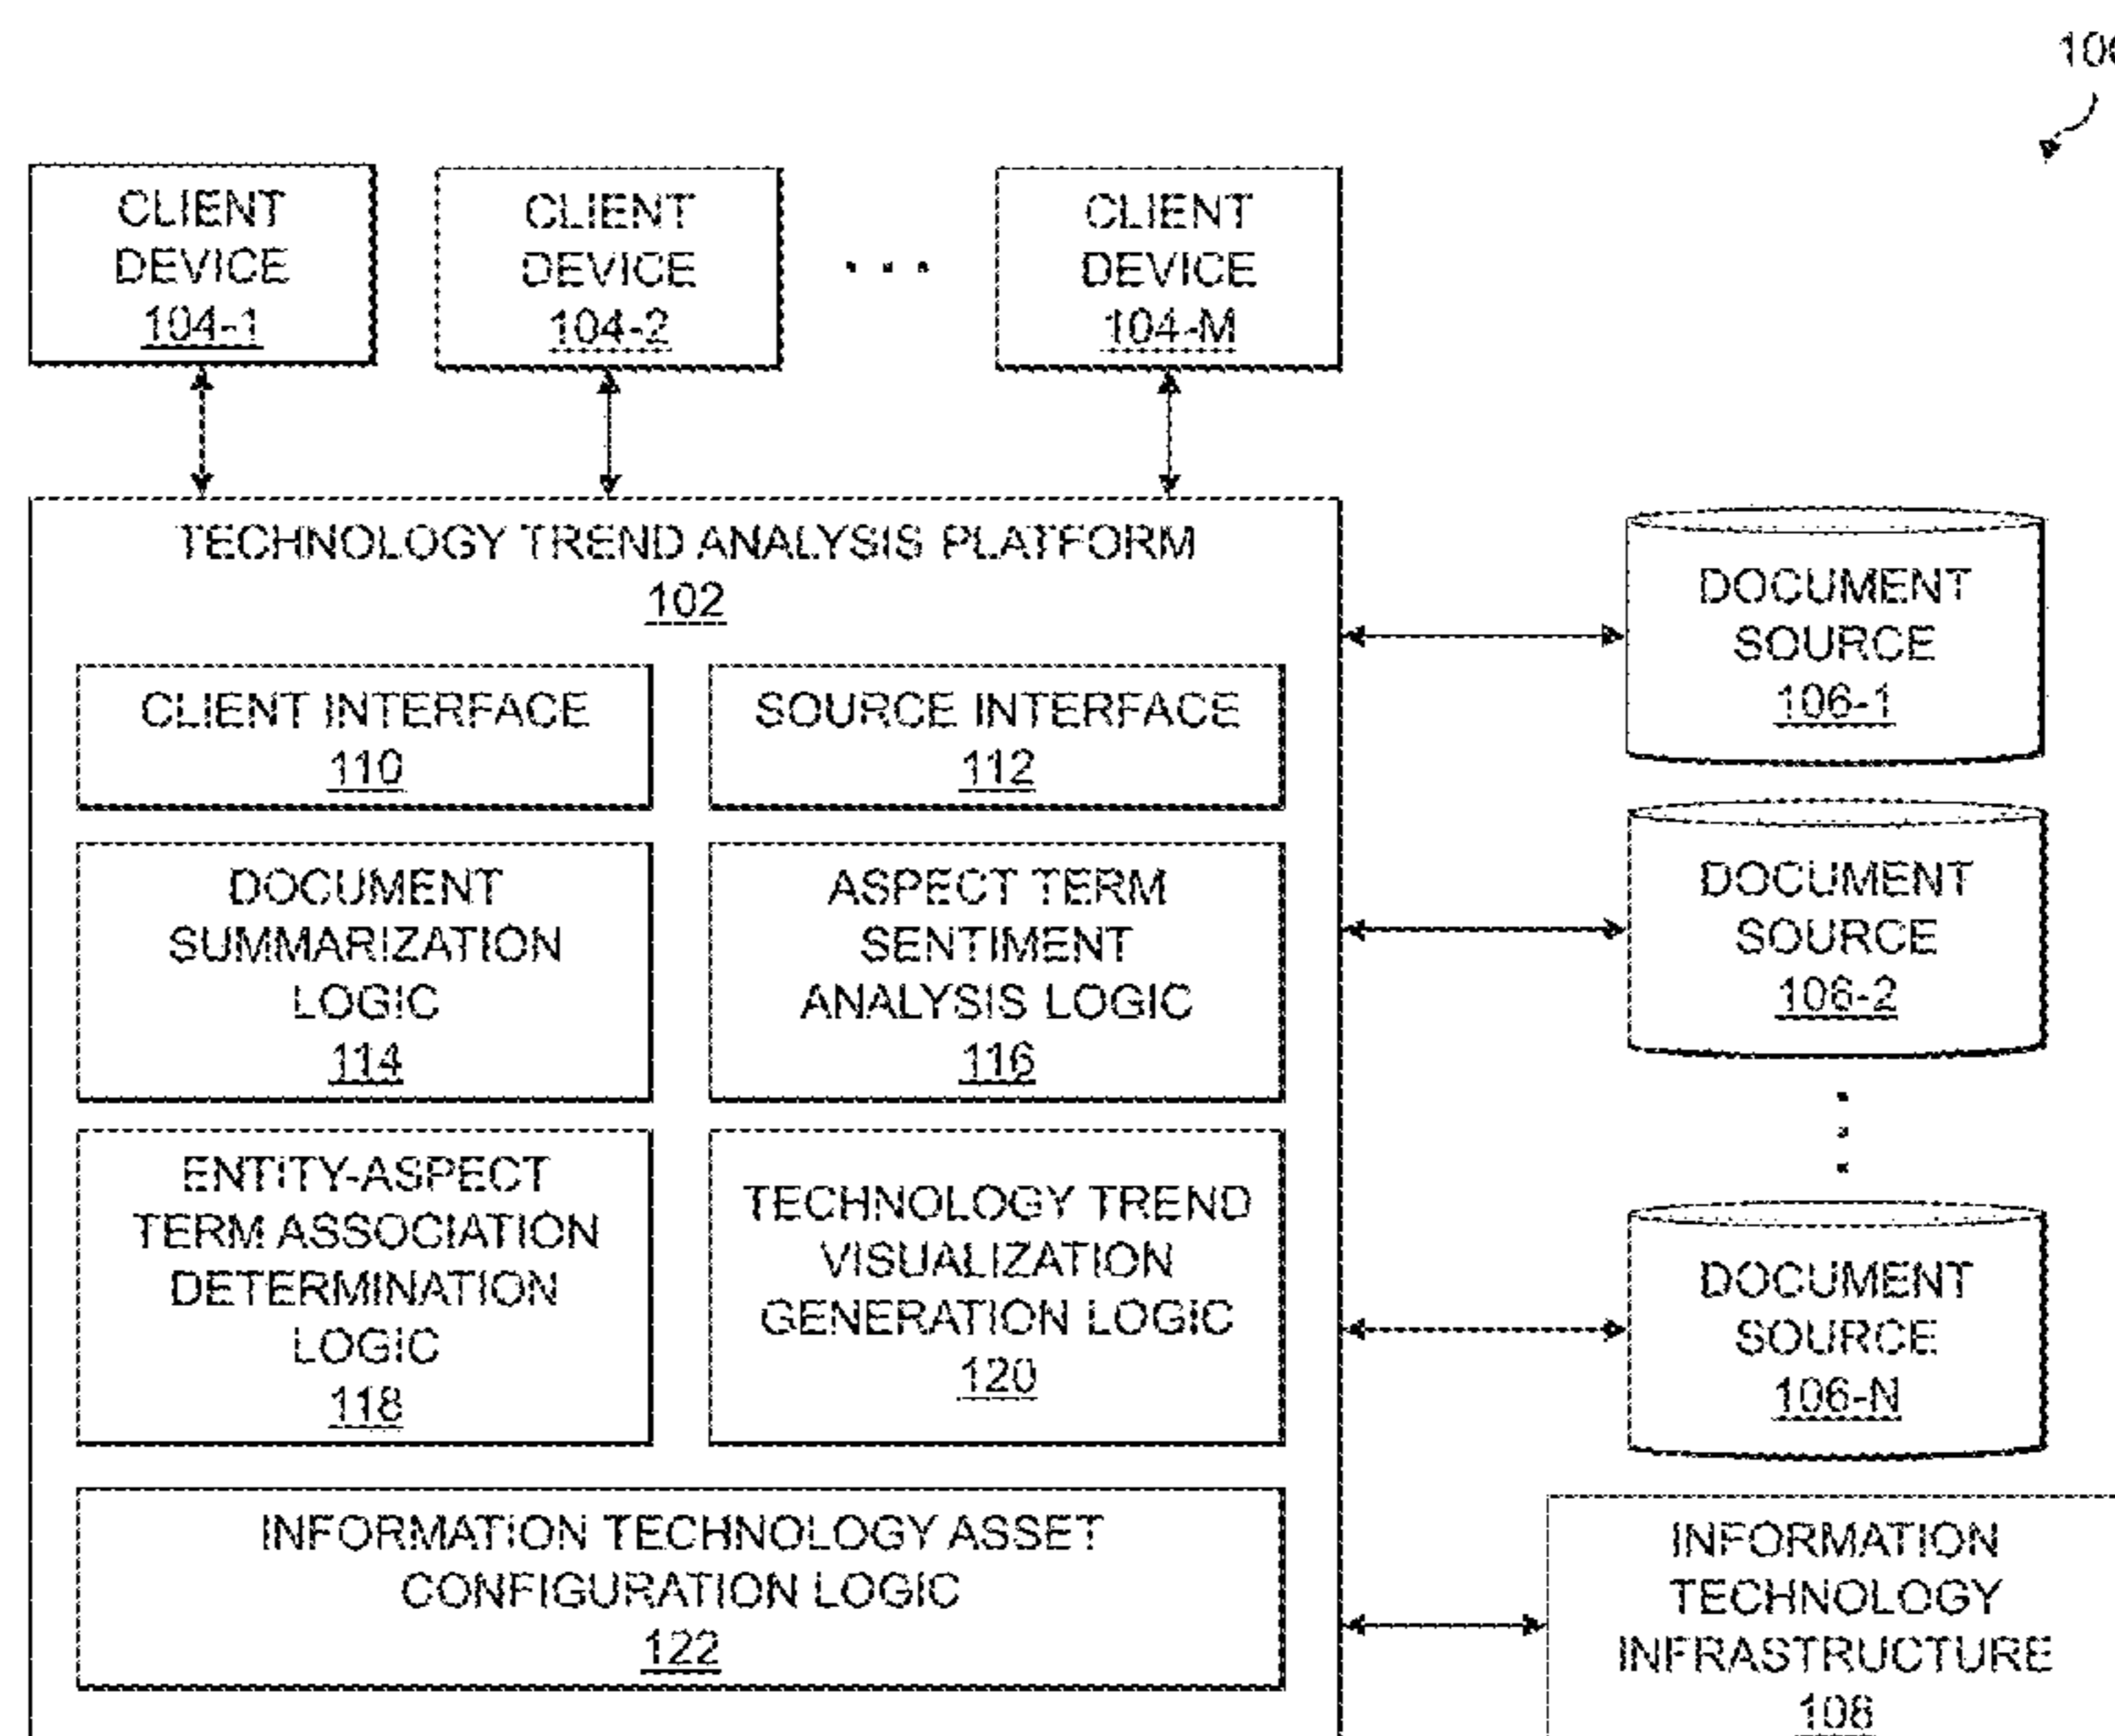 100
CLIENT
DEVICE
104-1
CLIENT
DEVICE
104-2
. . .
CLIENT
DEVICE
104-M
TECHNOLOGY TREND ANALYSIS PLATFORM
102
CLIENT INTERFACE
110
SOURCE INTERFACE
112
DOCUMENT
SUMMARIZATION
LOGIC
114
ASPECT TERM
SENTIMENT
ANALYSIS LOGIC
116
ENTITY-ASPECT
TERM ASSOCIATION
DETERMINATION
LOGIC
118
TECHNOLOGY TREND
VISUALIZATION
GENERATION LOGIC
120
INFORMATION TECHNOLOGY ASSET
CONFIGURATION LOGIC
122
DOCUMENT
SOURCE
106-1
DOCUMENT
SOURCE
106-2
DOCUMENT
SOURCE
106-N
INFORMATION
TECHNOLOGY
INFRASTRUCTURE
108